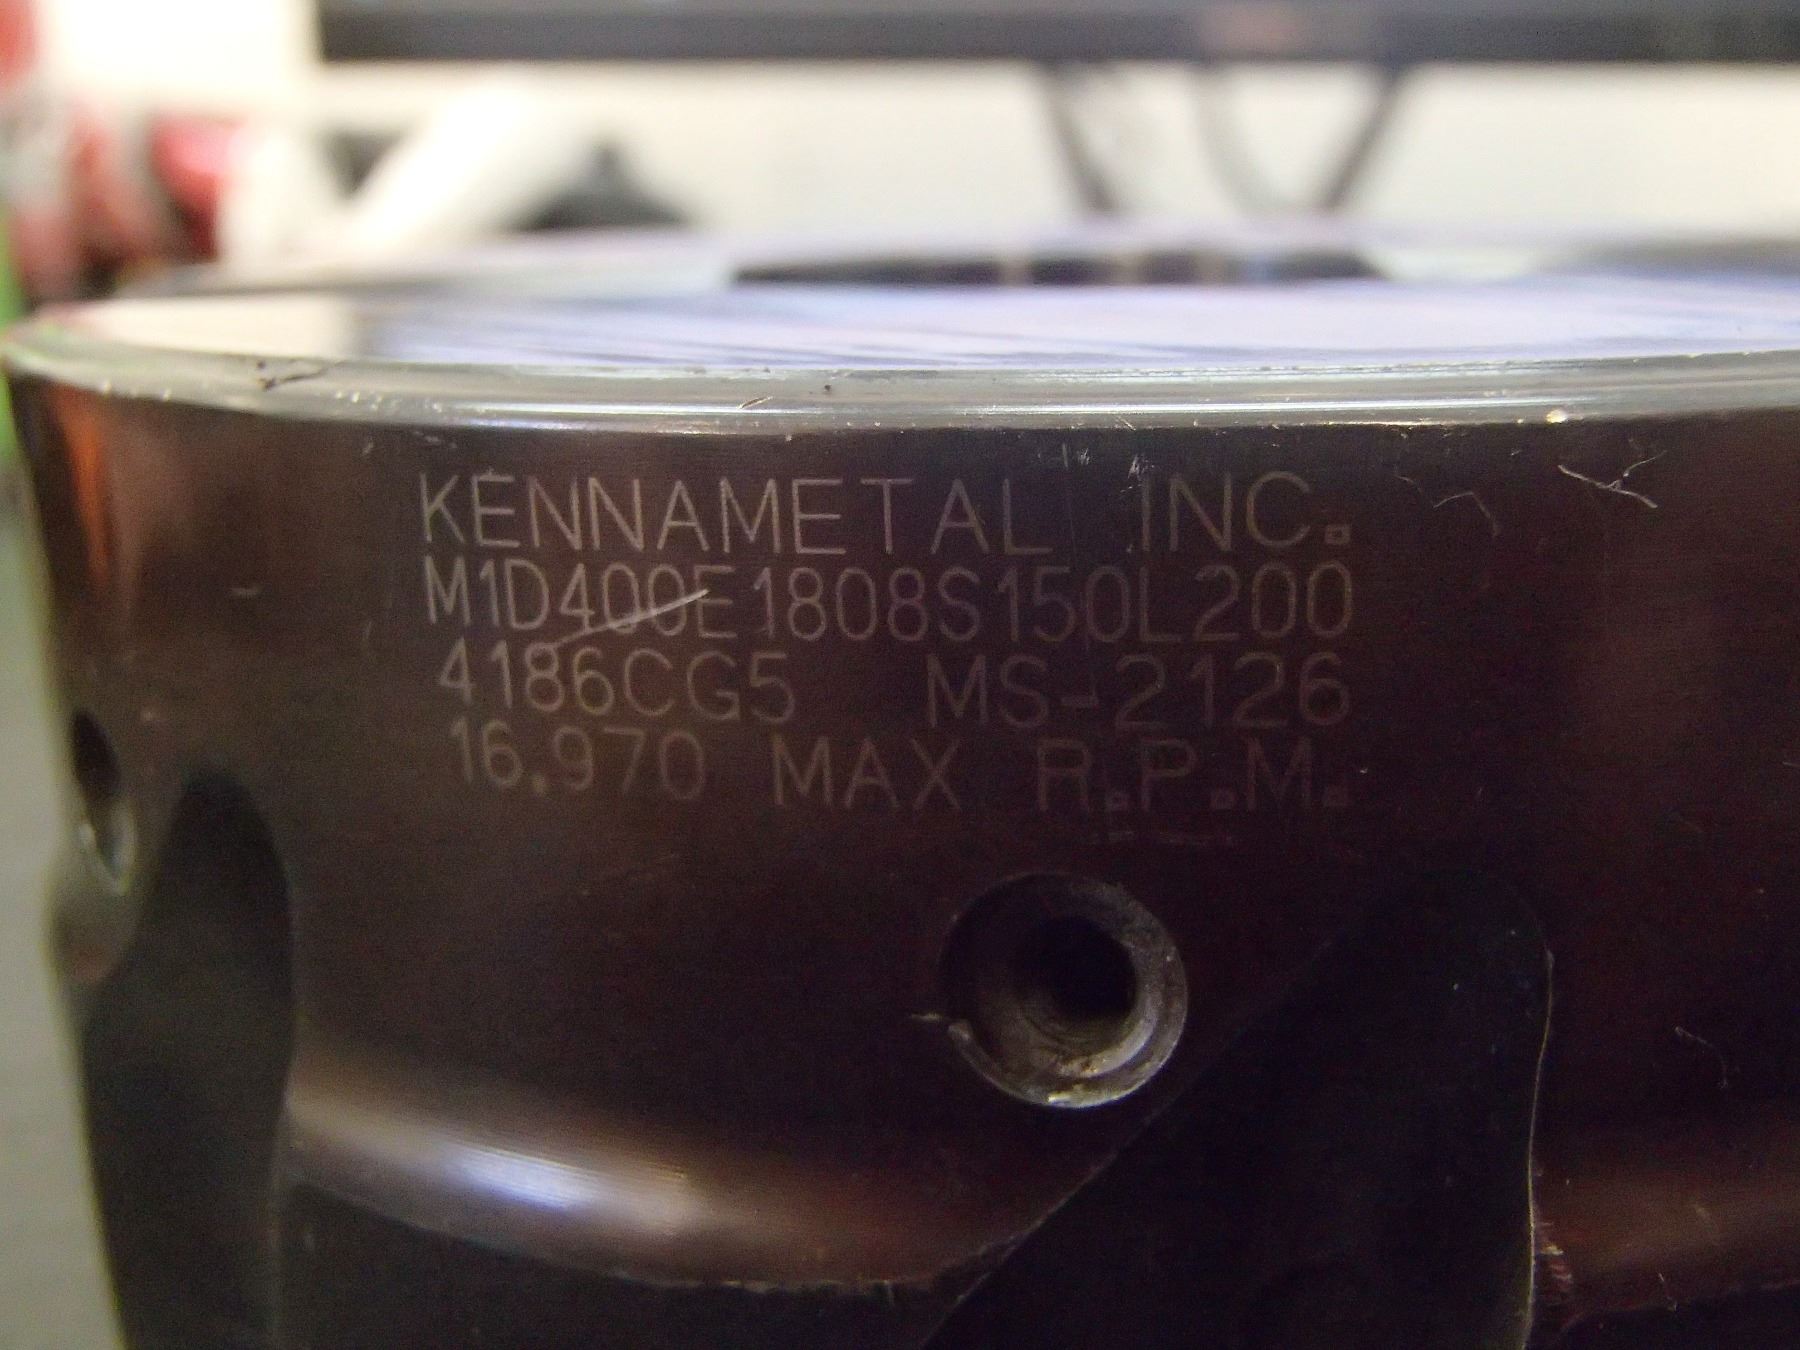 KENNAMETAL INC.
M1D400E1808S150L200
4186CG5 MS-2126
16,970 MAX R.P.M.